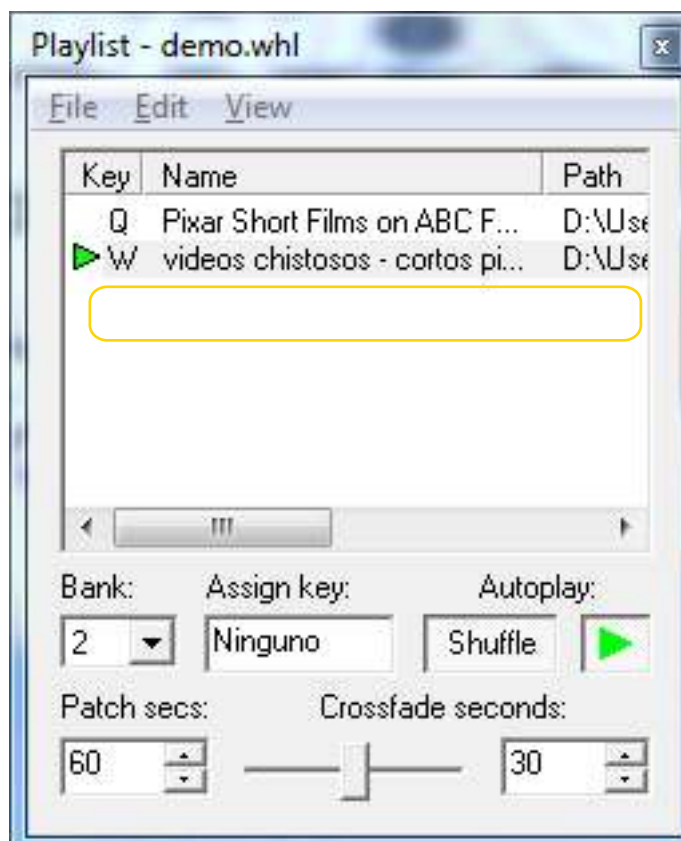 Playlist - demo.whl
File Edit View
Key Name Path
Q Pixar Short Films on ABC F... D:\Use
W videos chistosos - cortos pi... D:\Use
Bank: Assign key: Autoplay:
2 Ninguno Shuffle
Patch secs: Crossfade seconds:
60 30